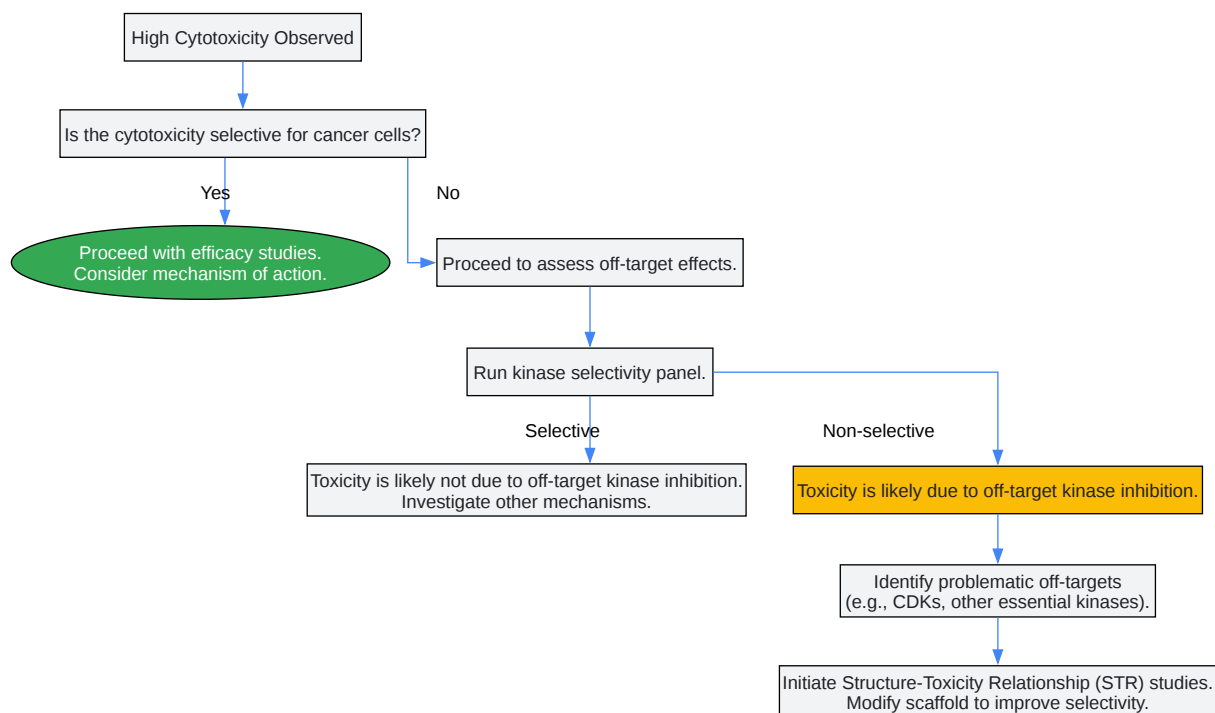 High Cytotoxicity Observed
Is the cytotoxicity selective for cancer cells?
Yes
No
Proceed with efficacy studies.
Consider mechanism of action.
Proceed to assess off-target effects.
Run kinase selectivity panel.
Selective
Non-selective
Toxicity is likely not due to off-target kinase inhibition.
Investigate other mechanisms.
Toxicity is likely due to off-target kinase inhibition.
Identify problematic off-targets
(e.g., CDKs, other essential kinases).
Initiate Structure-Toxicity Relationship (STR) studies.
Modify scaffold to improve selectivity.